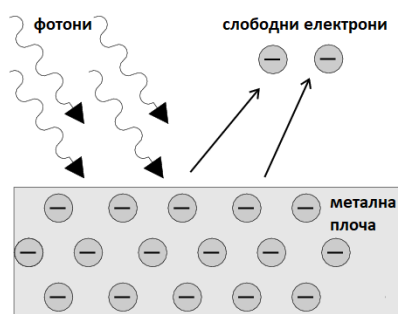 фотони
слободни електрони
метална
плоча